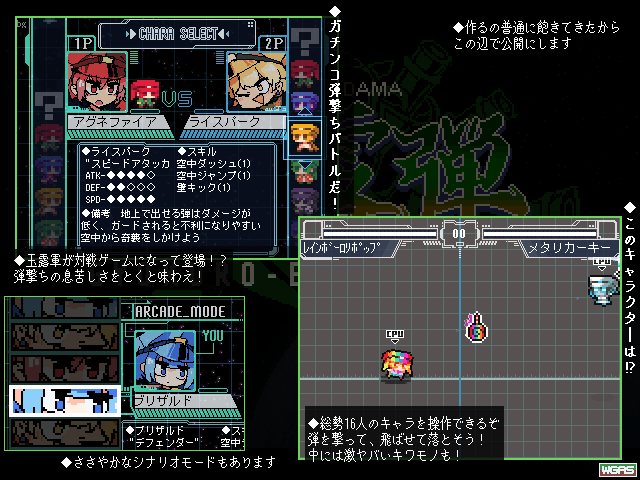 bg
◆作るの普通に飽きてきたから
この辺で公開にします
◆ガチンコ弾撃ちバトルだ!!
1P
CHARA SELECT
2P
VS
アグネファイア
ライスパーク
◆ライスパーク
"スピードアタッカ
ATK-◆◆◆◆◇
DEF-◆◆◇◇◇
SPD-◆◆◆◆◆
◆スキル
空中ダッシュ(1)
空中ジャンプ(1)
壁キック(1)
◆備考 地上で出せる弾はダメージが
低く、ガードされると不利になりやすい
空中から奇襲をしかけよう
DAMA
弾
◆玉露軍が対戦ゲームになって登場!?
弾撃ちの息苦しさをとくと味わえ!
ARCADE_MODE
YOU
ブリザルド
◆ブリザルド
"デフェンダー"
◆ス
空中
◆ささやかなシナリオモードもあります
◆このキャラクターは!?
00
レインボーロリポップ
メタリカーキー
CPU
CPU
◆総勢16人のキャラを操作できるぞ
弾を撃って、飛ばせて落とそう!
中には激ヤバいキワモノも!
WGAS